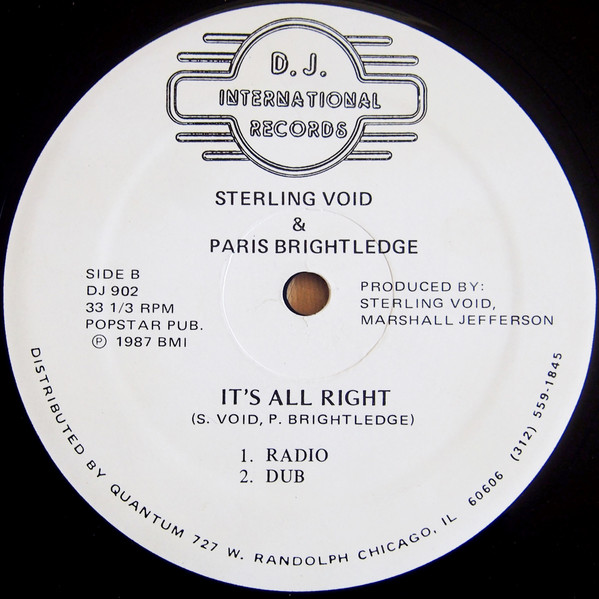 D.J.
INTERNATIONAL
RECORDS
STERLING VOID
&
PARIS BRIGHTLEDGE
SIDE B
DJ 902
33 1/3 RPM
POPSTAR PUB.
℗ 1987 BMI
PRODUCED BY:
STERLING VOID,
MARSHALL JEFFERSON
IT'S ALL RIGHT
(S. VOID, P. BRIGHTLEDGE)
1. RADIO
2. DUB
DISTRIBUTED BY QUANTUM 727 W. RANDOLPH CHICAGO, IL 60606 (312) 559-1845